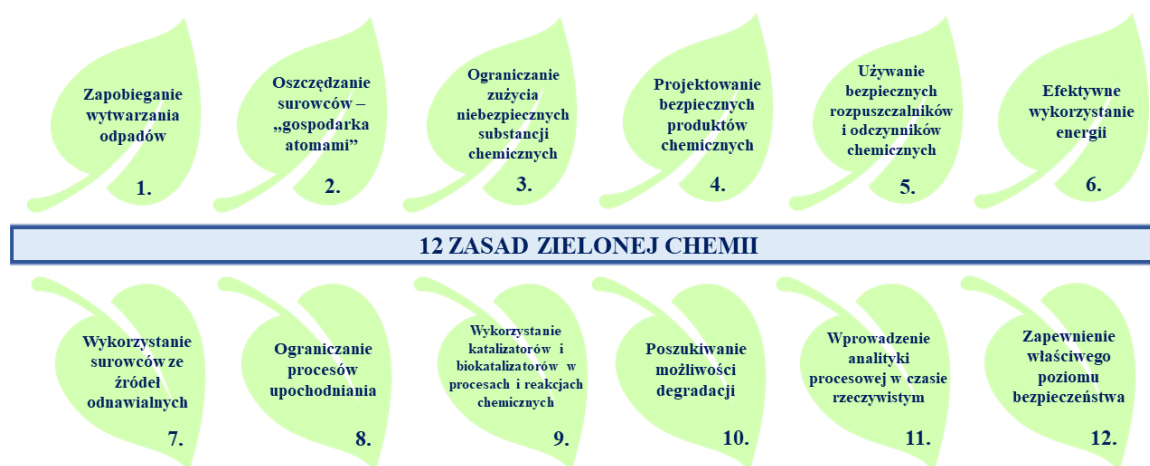 Zapobieganie
wytwarzania
odpadów
1.
Oszczędzanie
surowców –
„gospodarka
atomami”
2.
Ograniczanie
zużycia
niebezpiecznych
substancji
chemicznych
3.
Projektowanie
bezpiecznych
produktów
chemicznych
4.
Używanie
bezpiecznych
rozpuszczalników
i odczynników
chemicznych
5.
Efektywne
wykorzystanie
energii
6.
12 ZASAD ZIELONEJ CHEMII
Wykorzystanie
surowców ze
źródeł
odnawialnych
7.
Ograniczanie
procesów
upochodniania
8.
Wykorzystanie
katalizatorów i
biokatalizatorów w
procesach i reakcjach
chemicznych
9.
Poszukiwanie
możliwości
degradacji
10.
Wprowadzenie
analityki
procesowej w czasie
rzeczywistym
11.
Zapewnienie
właściwego
poziomu
bezpieczeństwa
12.